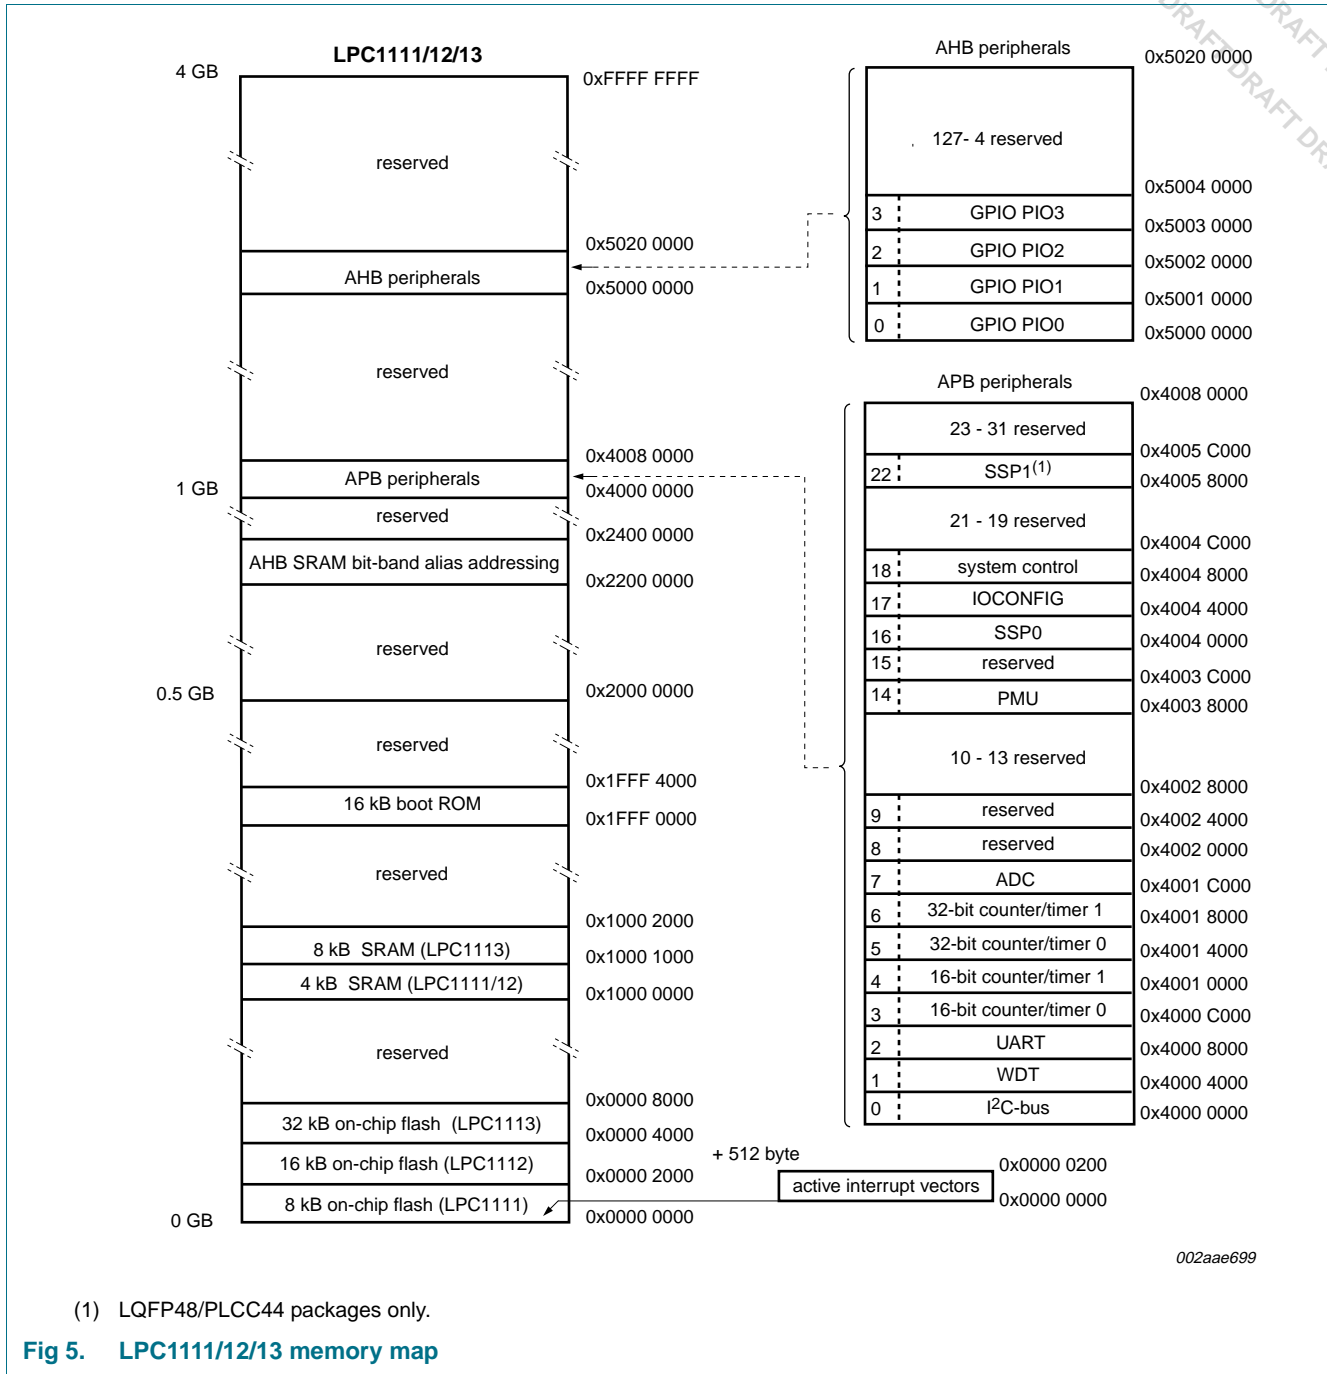 DRAFT DRAFT DRAFT
DRAFT DRAFT DRA
LPC1111/12/13
4 GB
0xFFFF FFFF
reserved
0x5020 0000
AHB peripherals
0x5000 0000
reserved
0x4008 0000
APB peripherals
1 GB
0x4000 0000
reserved
0x2400 0000
AHB SRAM bit-band alias addressing
0x2200 0000
reserved
0.5 GB
0x2000 0000
reserved
0x1FFF 4000
16 kB boot ROM
0x1FFF 0000
reserved
0x1000 2000
8 kB SRAM (LPC1113)
0x1000 1000
4 kB SRAM (LPC1111/12)
0x1000 0000
reserved
0x0000 8000
32 kB on-chip flash (LPC1113)
0x0000 4000
16 kB on-chip flash (LPC1112)
0x0000 2000
8 kB on-chip flash (LPC1111)
0 GB
0x0000 0000
+ 512 byte
0x0000 0200
active interrupt vectors
0x0000 0000
AHB peripherals
0x5020 0000
127- 4 reserved
0x5004 0000
3 GPIO PIO3
0x5003 0000
2 GPIO PIO2
0x5002 0000
1 GPIO PIO1
0x5001 0000
0 GPIO PIO0
0x5000 0000
APB peripherals
0x4008 0000
23 - 31 reserved
0x4005 C000
22 SSP1(1)
0x4005 8000
21 - 19 reserved
0x4004 C000
18 system control
0x4004 8000
17 IOCONFIG
0x4004 4000
16 SSP0
0x4004 0000
15 reserved
0x4003 C000
14 PMU
0x4003 8000
10 - 13 reserved
0x4002 8000
9 reserved
0x4002 4000
8 reserved
0x4002 0000
7 ADC
0x4001 C000
6 32-bit counter/timer 1
0x4001 8000
5 32-bit counter/timer 0
0x4001 4000
4 16-bit counter/timer 1
0x4001 0000
3 16-bit counter/timer 0
0x4000 C000
2 UART
0x4000 8000
1 WDT
0x4000 4000
0 I2C-bus
0x4000 0000
002aae699
(1) LQFP48/PLCC44 packages only.
Fig 5. LPC1111/12/13 memory map